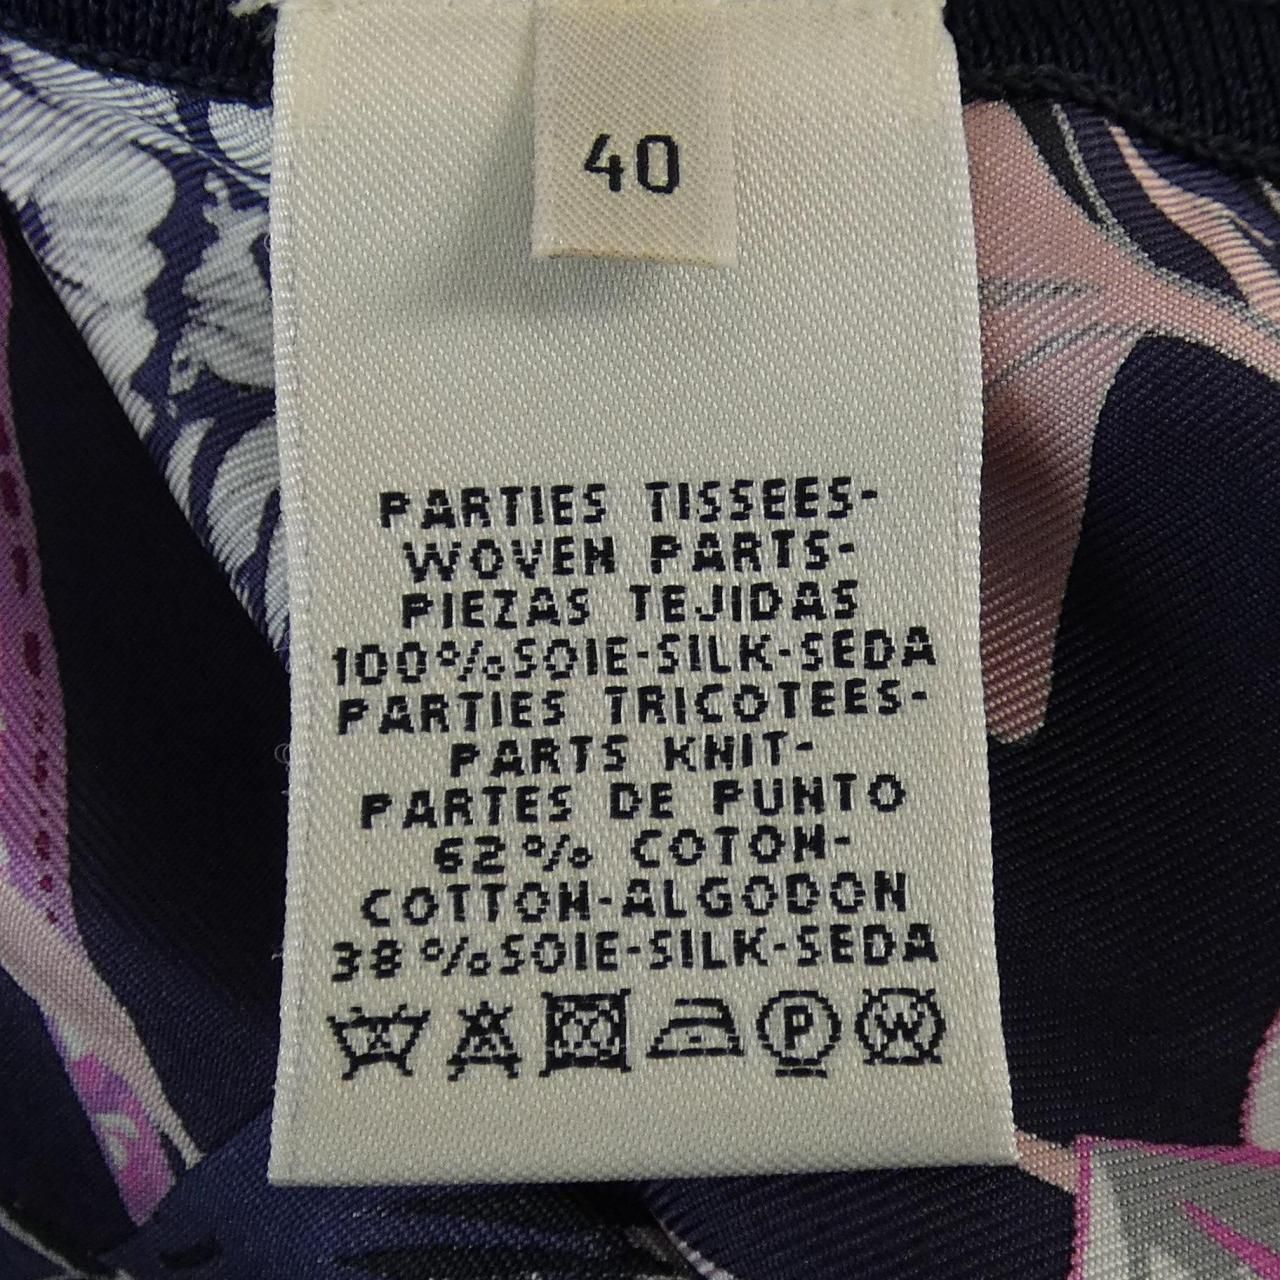 40
PARTIES TISSEES-
WOVEN PARTS-
PIEZAS TEJIDAS
100%SOIE-SILK-SEDA
PARTIES TRICOTEES-
PARTS KNIT-
PARTES DE PUNTO
62% COTON-
COTTON-ALGODON
38%SOIE-SILK-SEDA
P W